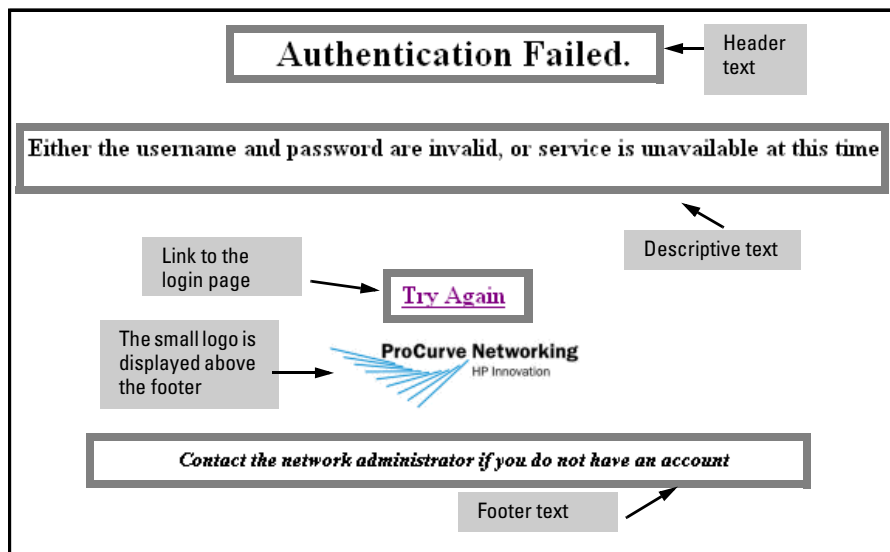 Authentication Failed.
Header
text
Either the username and password are invalid, or service is unavailable at this time
Descriptive text
Link to the
login page
Try Again
The small logo is
displayed above
the footer
ProCurve Networking
HP Innovation
Contact the network administrator if you do not have an account
Footer text